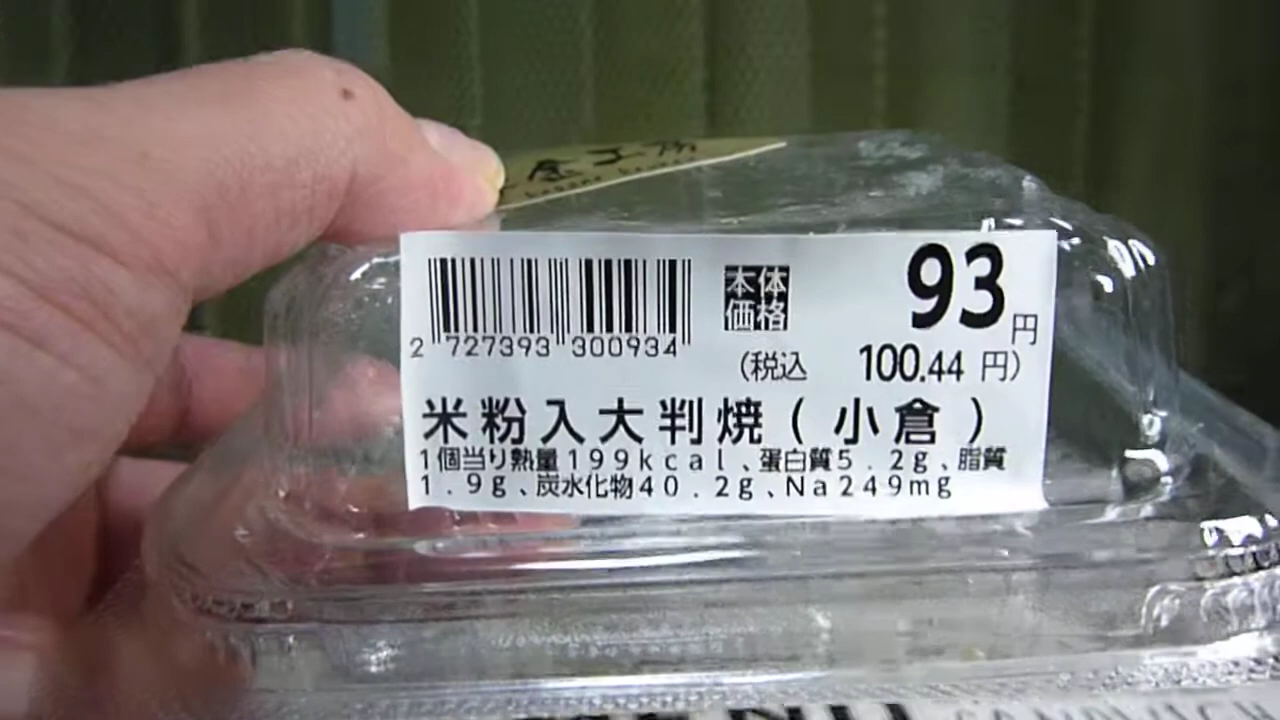 本体
価格
93円
2 727393 300934
(税込 100.44 円)
米粉入大判焼(小倉)
1個当り熱量199kcal、蛋白質5.2g、脂質
1.9g、炭水化物40.2g、Na249mg